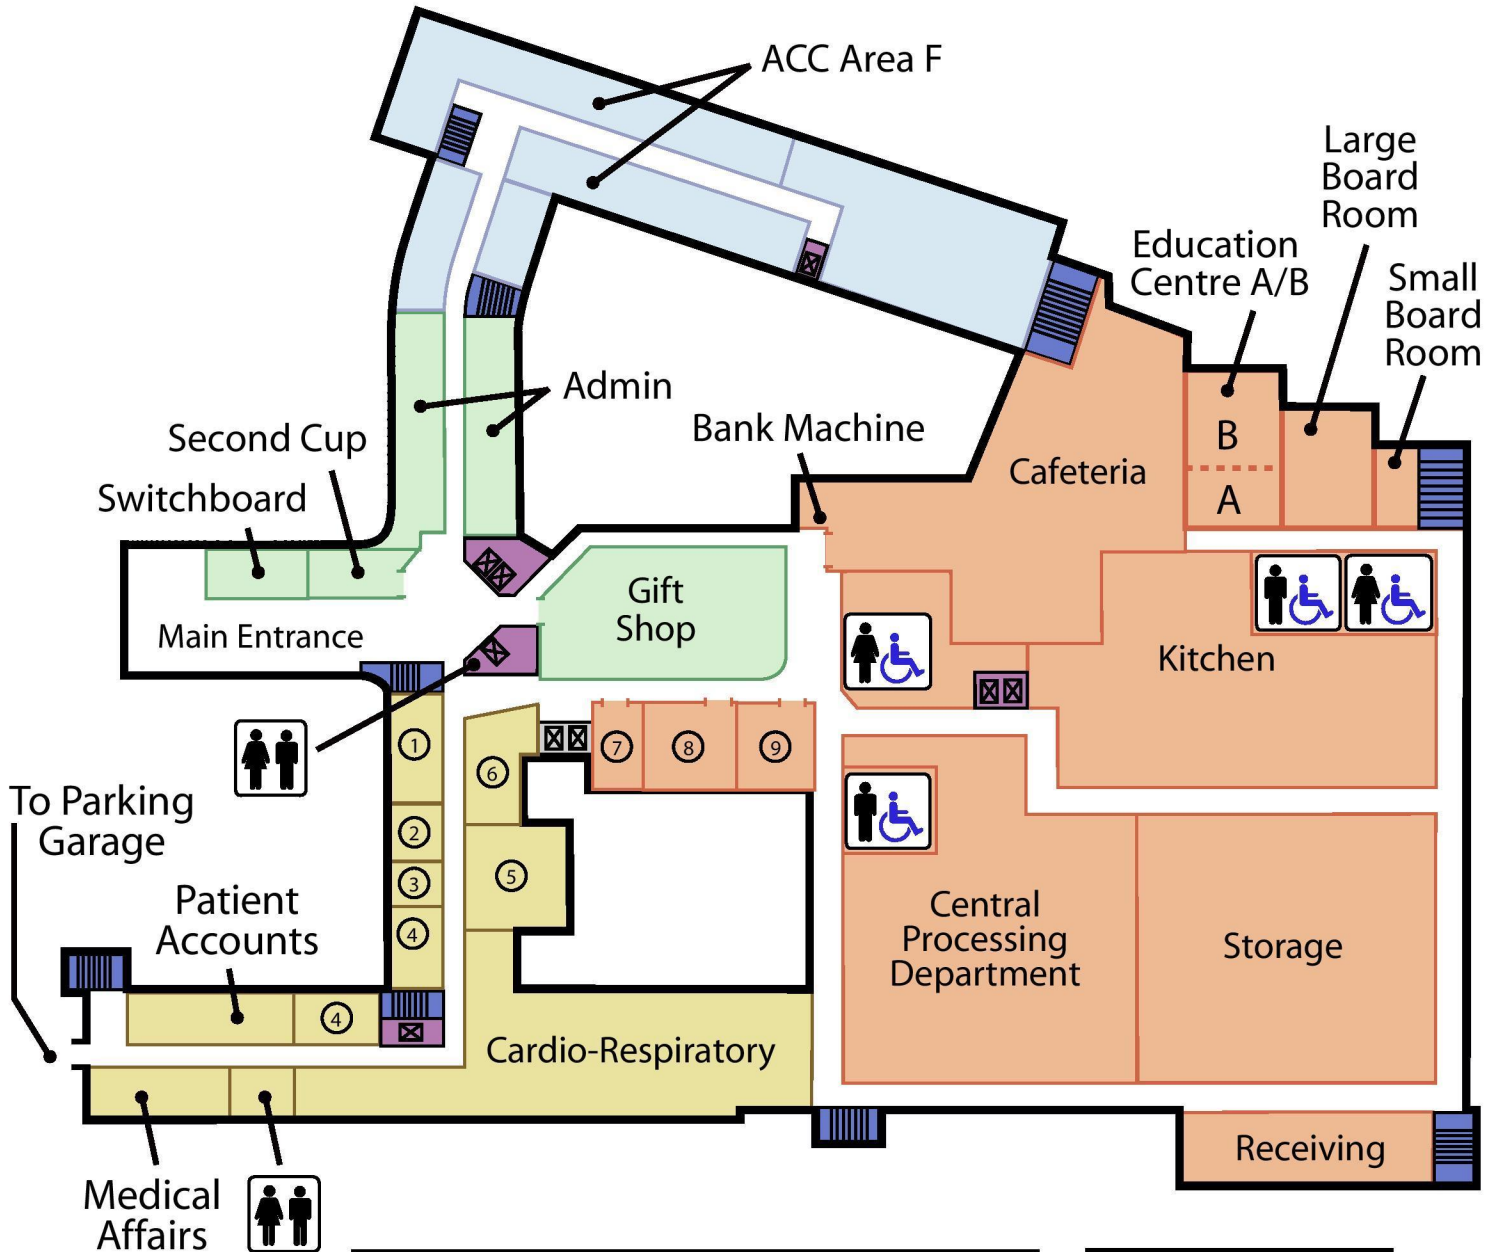 ACC Area F
Large
Board
Room
Education
Centre A/B
Small
Board
Room
Admin
Bank Machine
Second Cup
Switchboard
Cafeteria
B
A
Gift
Shop
Main Entrance
Kitchen
1
6
7
8
9
To Parking
Garage
2
3
5
4
Patient
Accounts
Central
Processing
Department
Storage
4
Cardio-Respiratory
Receiving
Medical
Affairs